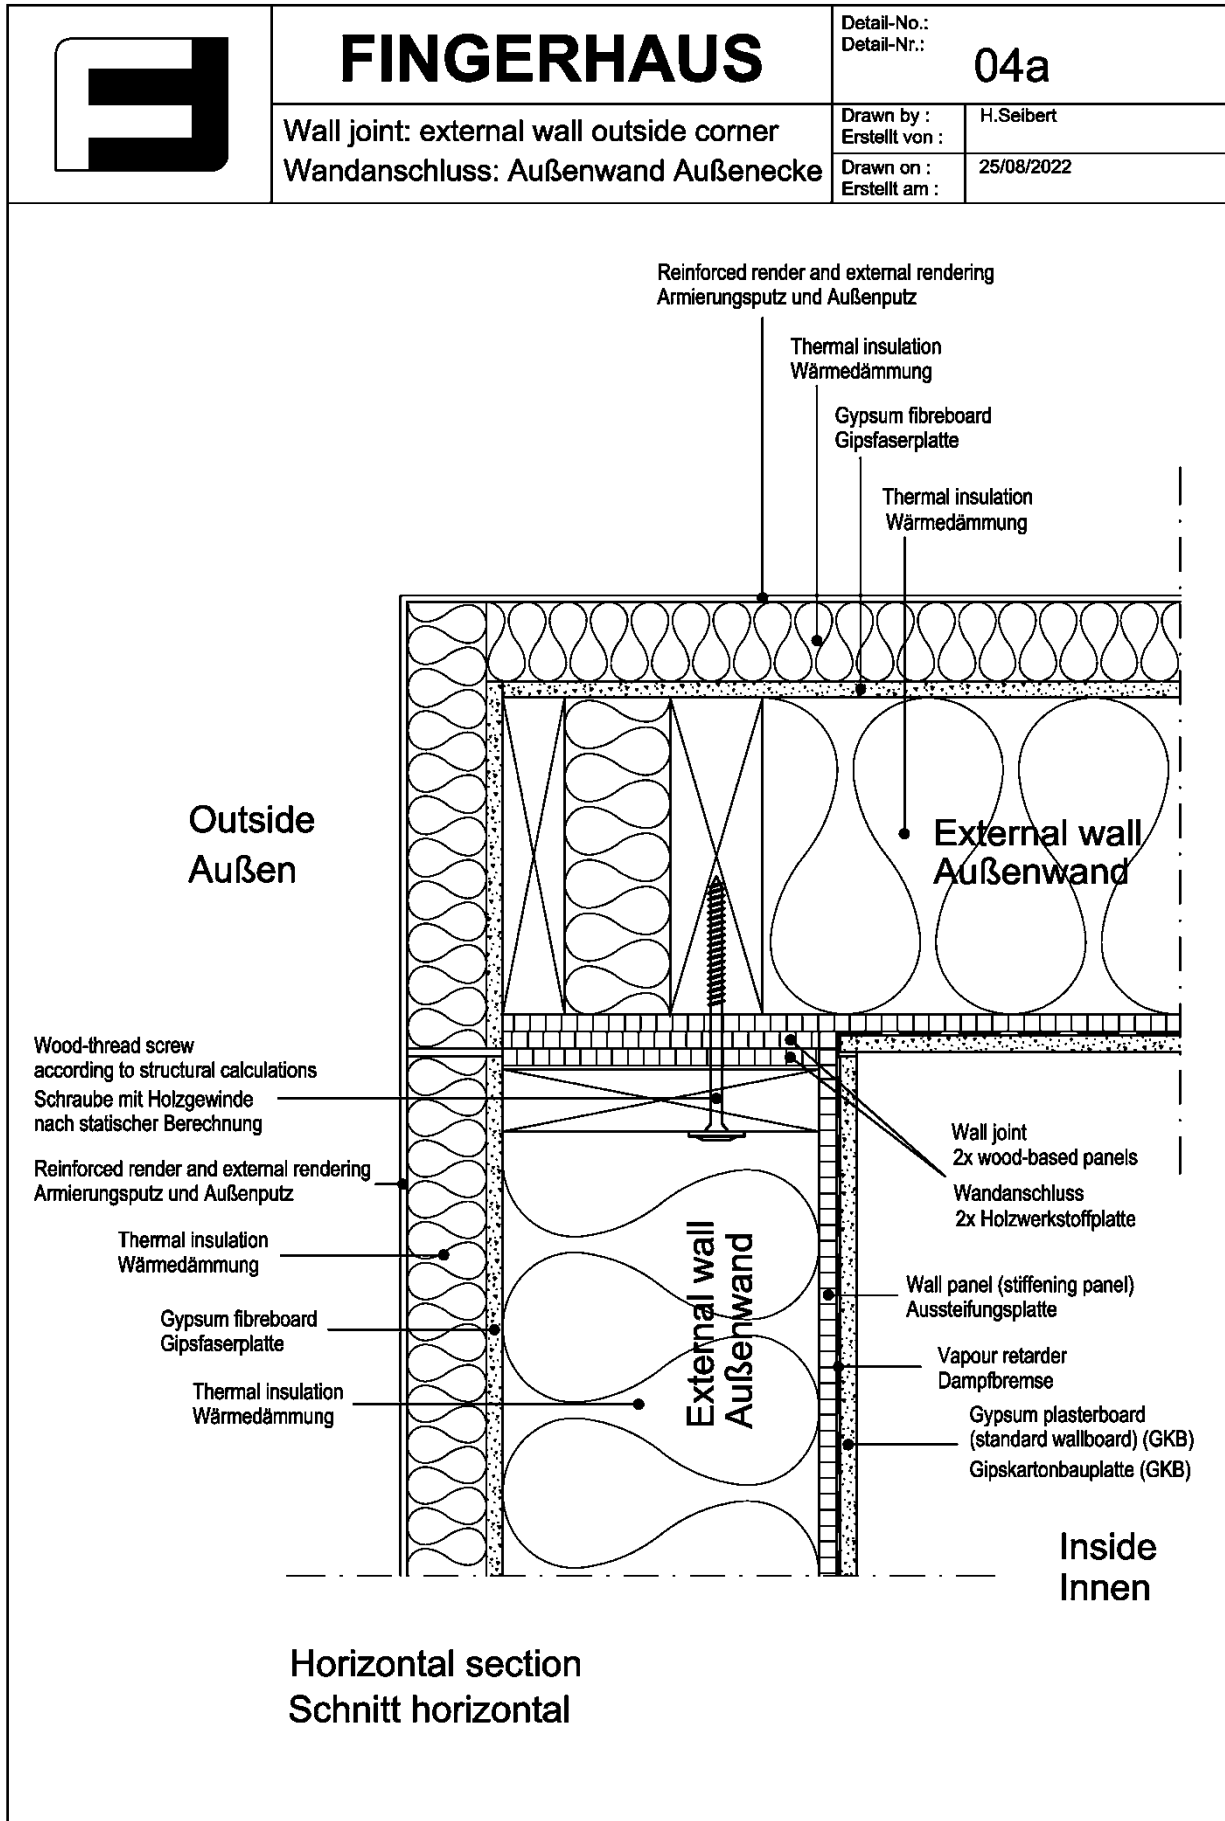 FINGERHAUS
Wall joint: external wall outside corner
Wandanschluss: Außenwand Außenecke
Detail-No.:
Detail-Nr.:
04a
Drawn by :
Erstellt von :
H.Seibert
Drawn on :
Erstellt am :
25/08/2022
Reinforced render and external rendering
Armierungsputz und Außenputz
Thermal insulation
Wärmedämmung
Gypsum fibreboard
Gipsfaserplatte
Thermal insulation
Wärmedämmung
Outside
Außen
External wall
Außenwand
Wood-thread screw
according to structural calculations
Schraube mit Holzgewinde
nach statischer Berechnung
Reinforced render and external rendering
Armierungsputz und Außenputz
Thermal insulation
Wärmedämmung
Gypsum fibreboard
Gipsfaserplatte
Thermal insulation
Wärmedämmung
External wall
Außenwand
Wall joint
2x wood-based panels
Wandanschluss
2x Holzwerkstoffplatte
Wall panel (stiffening panel)
Aussteifungsplatte
Vapour retarder
Dampfbremse
Gypsum plasterboard
(standard wallboard) (GKB)
Gipskartonbauplatte (GKB)
Inside
Innen
Horizontal section
Schnitt horizontal